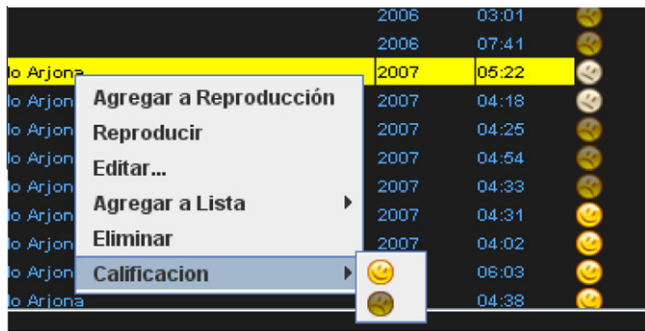 2006 03:01
2006 07:41
lo Arjona 2007 05:22
lo Arjon 2007 04:18
Agregar a Reproducción
lo Arjon 2007 04:25
Reproducir
lo Arjon 2007 04:54
Editar...
lo Arjon 2007 04:33
Agregar a Lista
lo Arjon 2007 04:31
Eliminar
lo Arjon 2007 04:02
lo Arjon 06:03
Calificacion
lo Arjona 04:38